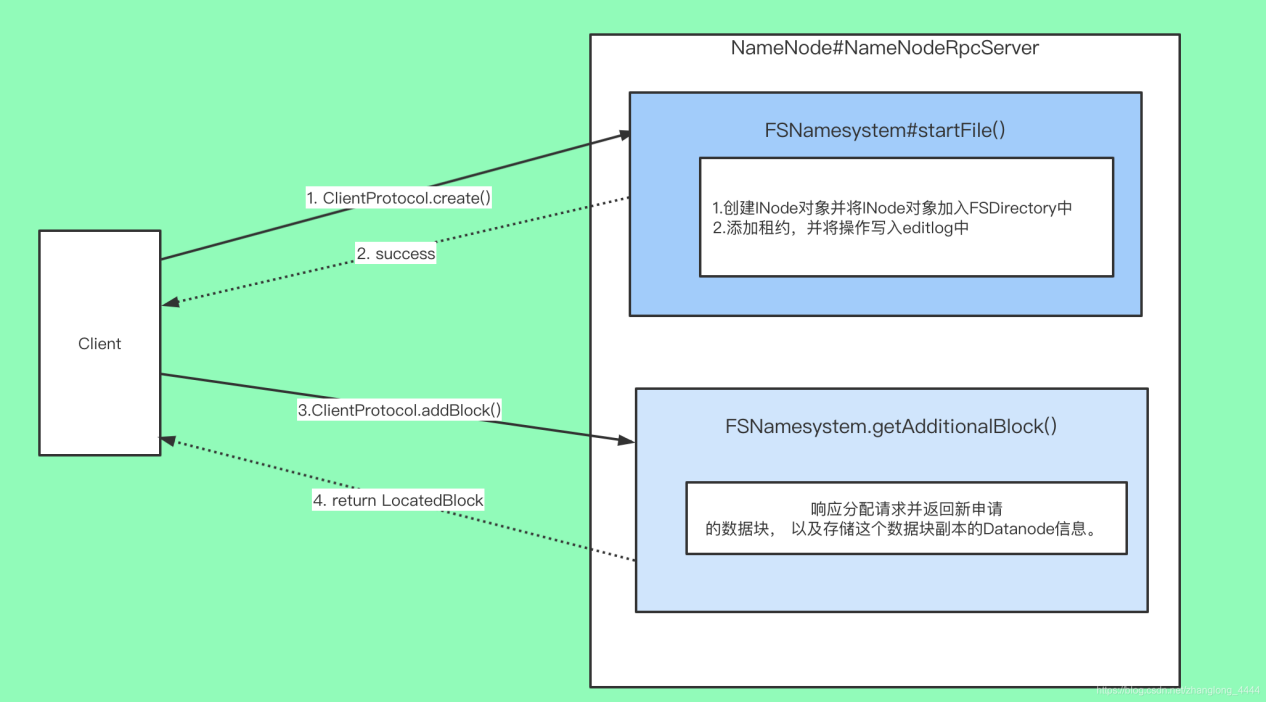 NameNode#NameNodeRpcServer
FSNamesystem#startFile()
1.创建INode对象并将INode对象加入FSDirectory中
2.添加租约，并将操作写入editlog中
1. ClientProtocol.create()
2. success
Client
3.ClientProtocol.addBlock()
4. return LocatedBlock
FSNamesystem.getAdditionalBlock()
响应分配请求并返回新申请
的数据块， 以及存储这个数据块副本的Datanode信息。
https://blog.csdn.net/zhanglong_4444